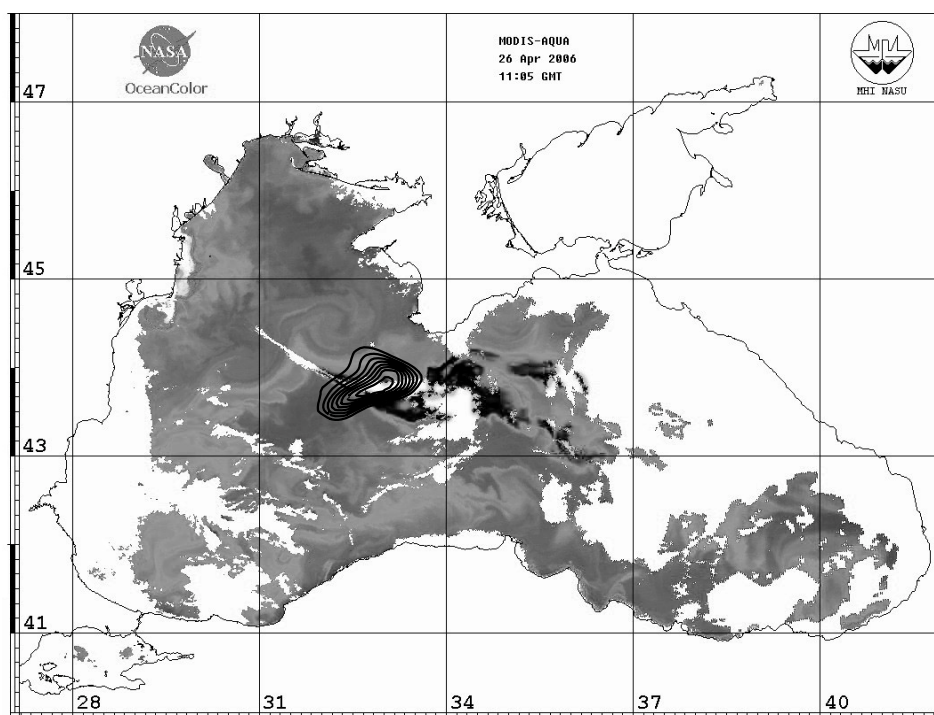 NASA
OceanColor
MODIS-AQUA
26 Apr 2006
11:05 GMT
MHI NASU
47
45
43
41
28
31
34
37
40